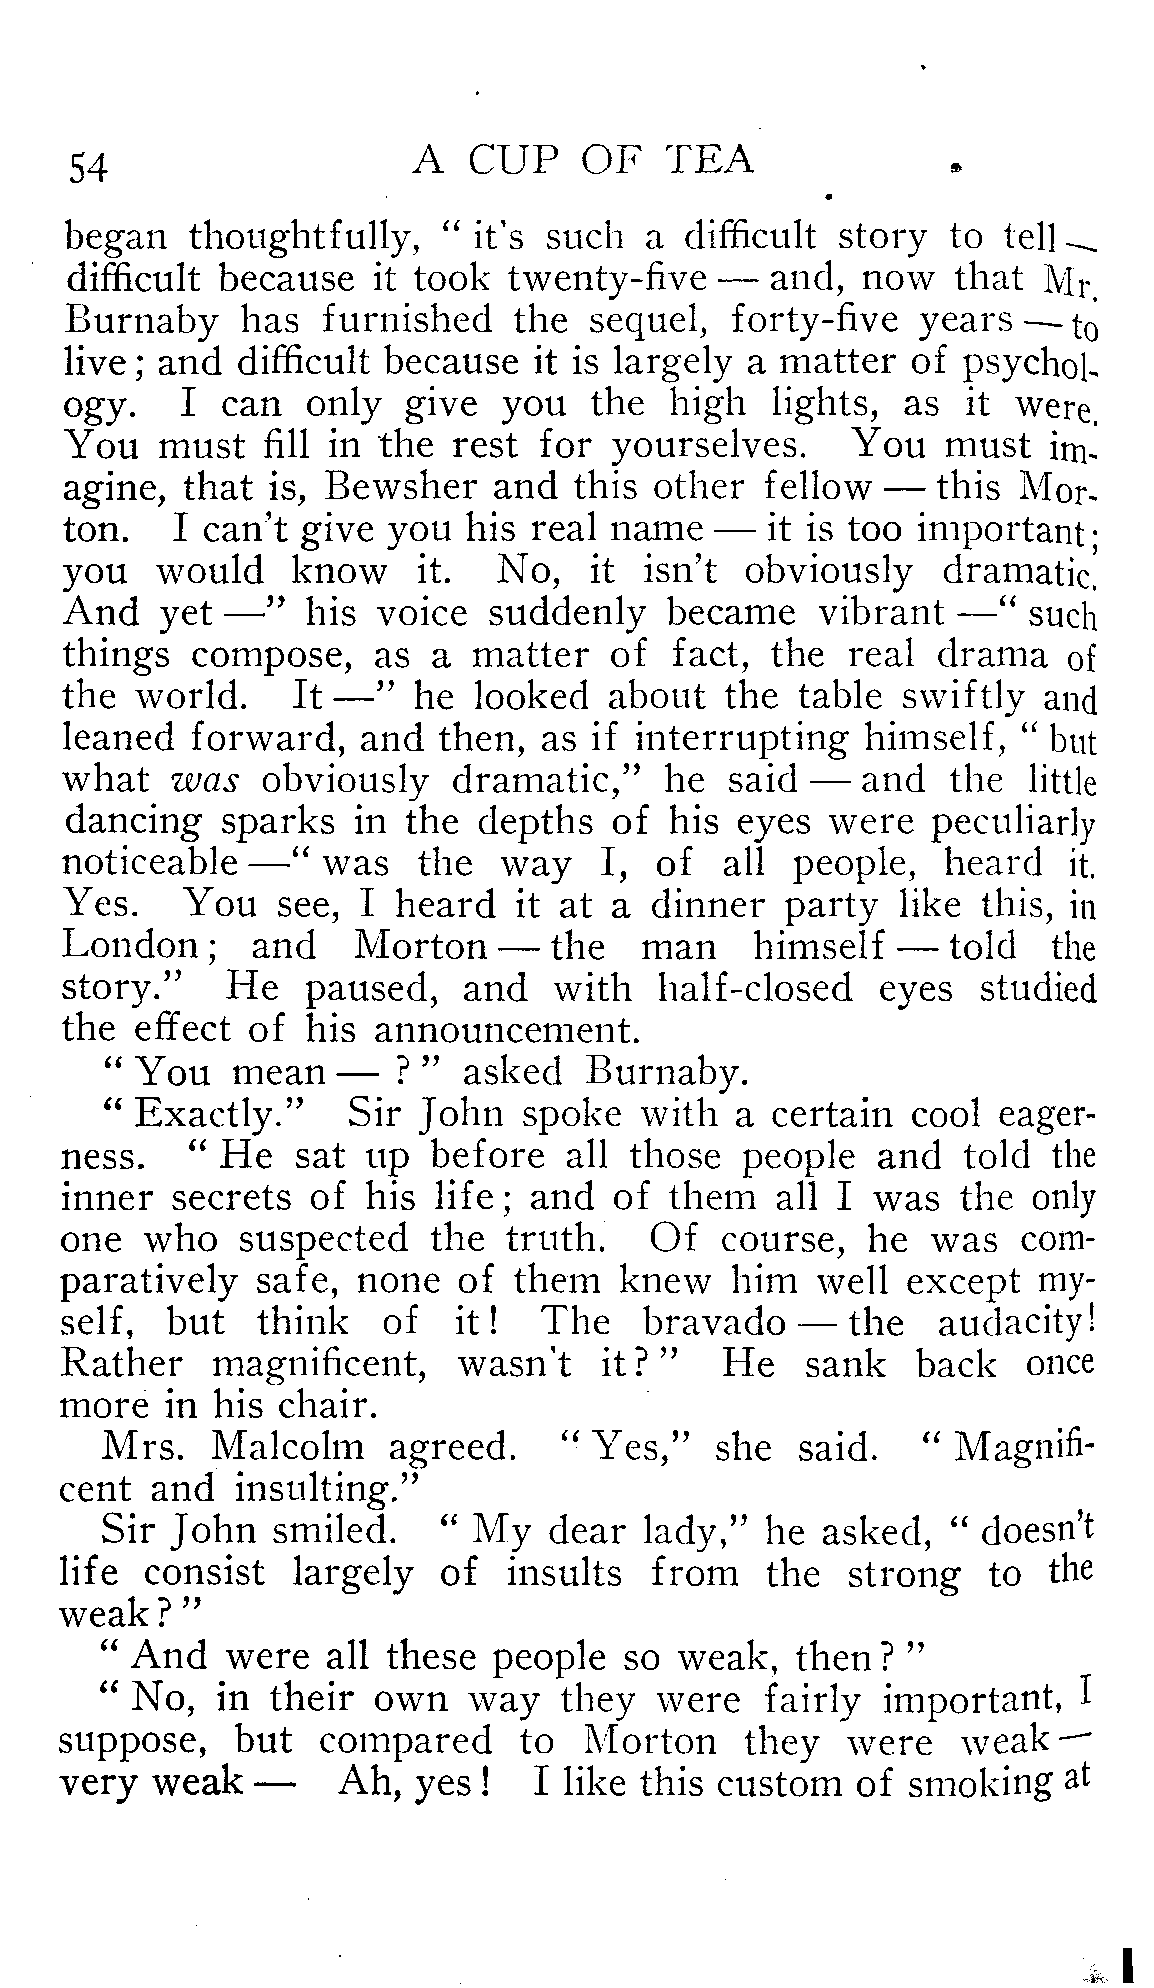 54 A CUP OF TEA
began thoughtfully, “ it's such a difficult story to tell —
difficult because it took twenty-five — and, now that Mr.
Burnaby has furnished the sequel, forty-five years — to
live ; and difficult because it is largely a matter of psychol-
ogy. I can only give you the high lights, as it were.
You must fill in the rest for yourselves. You must im-
agine, that is, Bewsher and this other fellow — this Mor-
ton. I can't give you his real name — it is too important ;
you would know it. No, it isn't obviously dramatic.
And yet —” his voice suddenly became vibrant —“ such
things compose, as a matter of fact, the real drama of
the world. It —” he looked about the table swiftly and
leaned forward, and then, as if interrupting himself, “ but
what was obviously dramatic,” he said — and the little
dancing sparks in the depths of his eyes were peculiarly
noticeable —“ was the way I, of all people, heard it.
Yes. You see, I heard it at a dinner party like this, in
London ; and Morton — the man himself — told the
story.” He paused, and with half-closed eyes studied
the effect of his announcement.
“ You mean — ? ” asked Burnaby.
“ Exactly.” Sir John spoke with a certain cool eager-
ness. “ He sat up before all those people and told the
inner secrets of his life ; and of them all I was the only
one who suspected the truth. Of course, he was com-
paratively safe, none of them knew him well except my-
self, but think of it ! The bravado — the audacity !
Rather magnificent, wasn't it ? ” He sank back once
more in his chair.
Mrs. Malcolm agreed. “ Yes,” she said. “ Magnifi-
cent and insulting.”
Sir John smiled. “ My dear lady,” he asked, “ doesn't
life consist largely of insults from the strong to the
weak ? ”
“ And were all these people so weak, then ? ”
“ No, in their own way they were fairly important, I
suppose, but compared to Morton they were weak —
very weak — Ah, yes ! I like this custom of smoking at